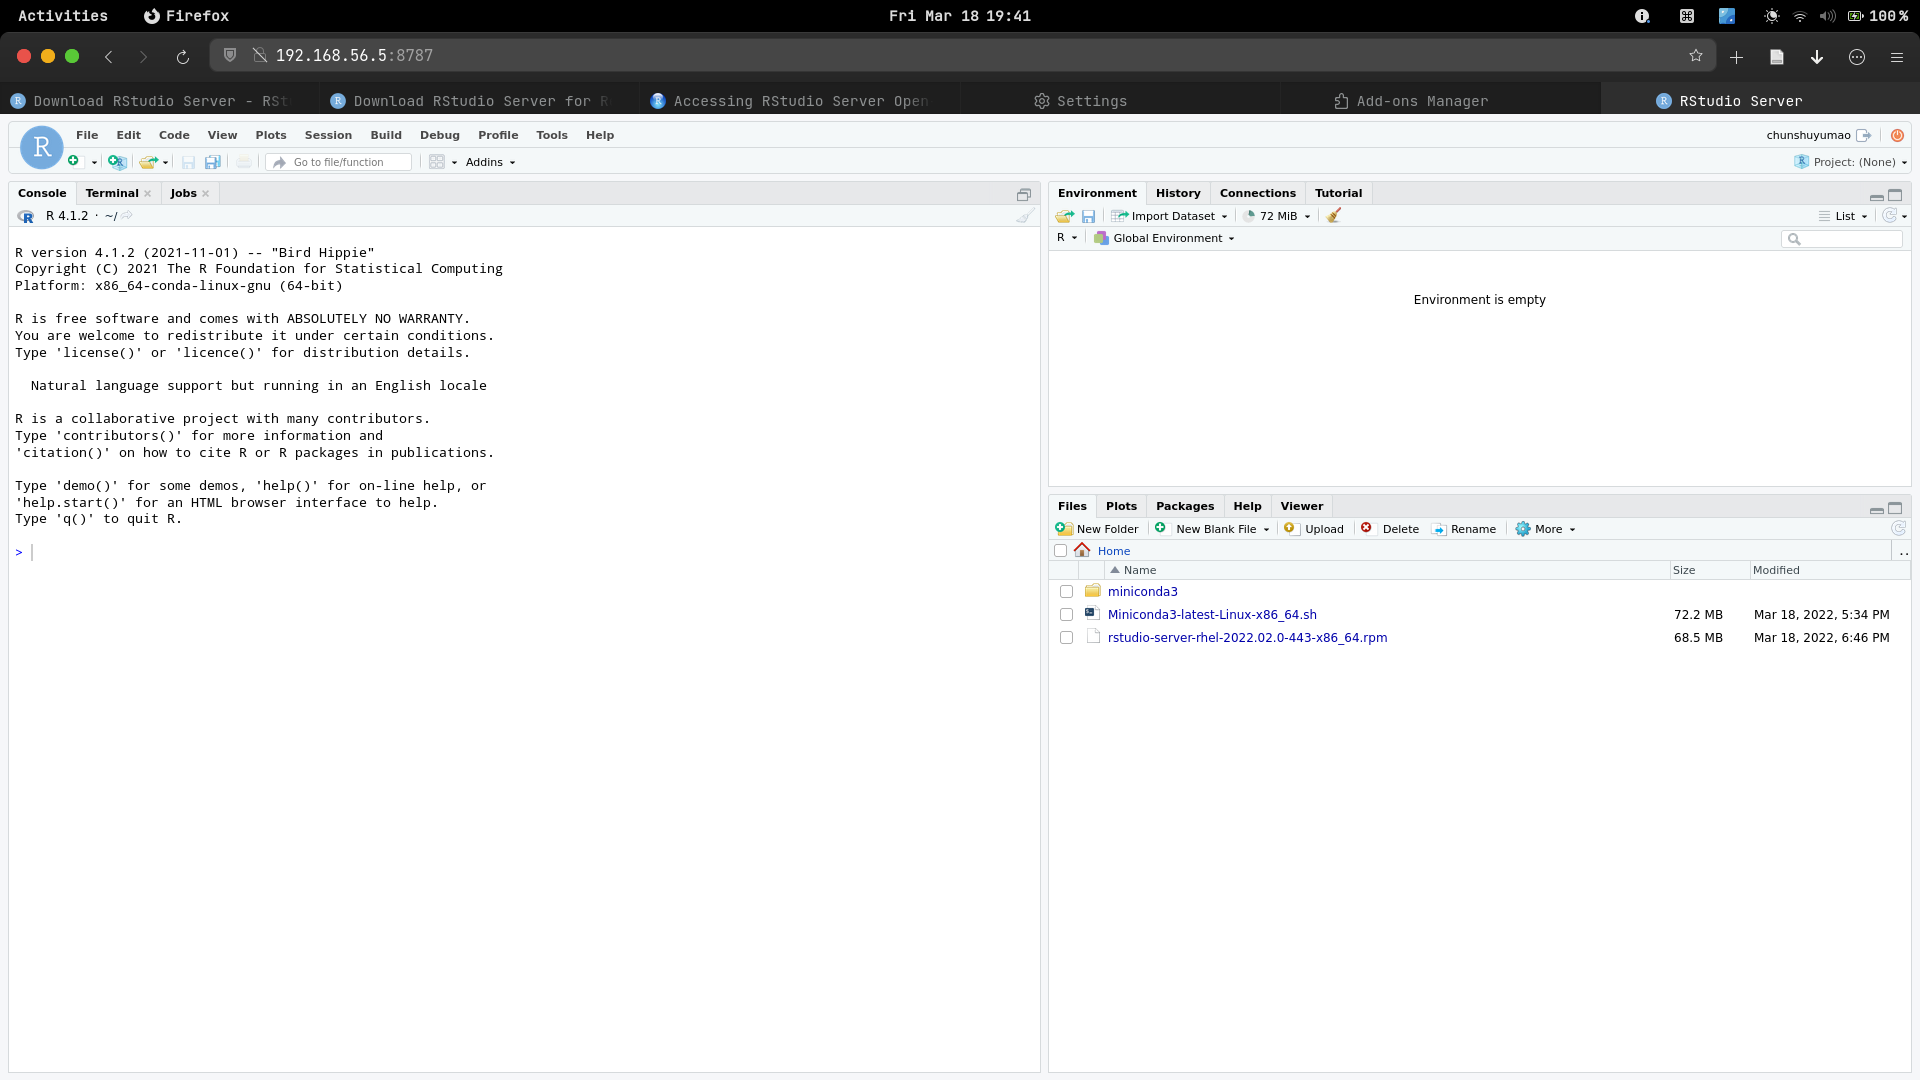 Activities Firefox Fri Mar 18 19:41 100%
192.168.56.5:8787
Download RStudio Server - RSt Download RStudio Server for R Accessing RStudio Server Open Settings Add-ons Manager RStudio Server
File Edit Code View Plots Session Build Debug Profile Tools Help chunshuyumao
Go to file/function Addins Project: (None)
Console Terminal Jobs
R 4.1.2 · ~/
R version 4.1.2 (2021-11-01) -- "Bird Hippie"
Copyright (C) 2021 The R Foundation for Statistical Computing
Platform: x86_64-conda-linux-gnu (64-bit)
R is free software and comes with ABSOLUTELY NO WARRANTY.
You are welcome to redistribute it under certain conditions.
Type 'license()' or 'licence()' for distribution details.
Natural language support but running in an English locale
R is a collaborative project with many contributors.
Type 'contributors()' for more information and
'citation()' on how to cite R or R packages in publications.
Type 'demo()' for some demos, 'help()' for on-line help, or
'help.start()' for an HTML browser interface to help.
Type 'q()' to quit R.
>
Environment History Connections Tutorial
Import Dataset 72 MiB List
R Global Environment
Environment is empty
Files Plots Packages Help Viewer
New Folder New Blank File Upload Delete Rename More
Home ..
Name Size Modified
miniconda3
Miniconda3-latest-Linux-x86_64.sh 72.2 MB Mar 18, 2022, 5:34 PM
rstudio-server-rhel-2022.02.0-443-x86_64.rpm 68.5 MB Mar 18, 2022, 6:46 PM